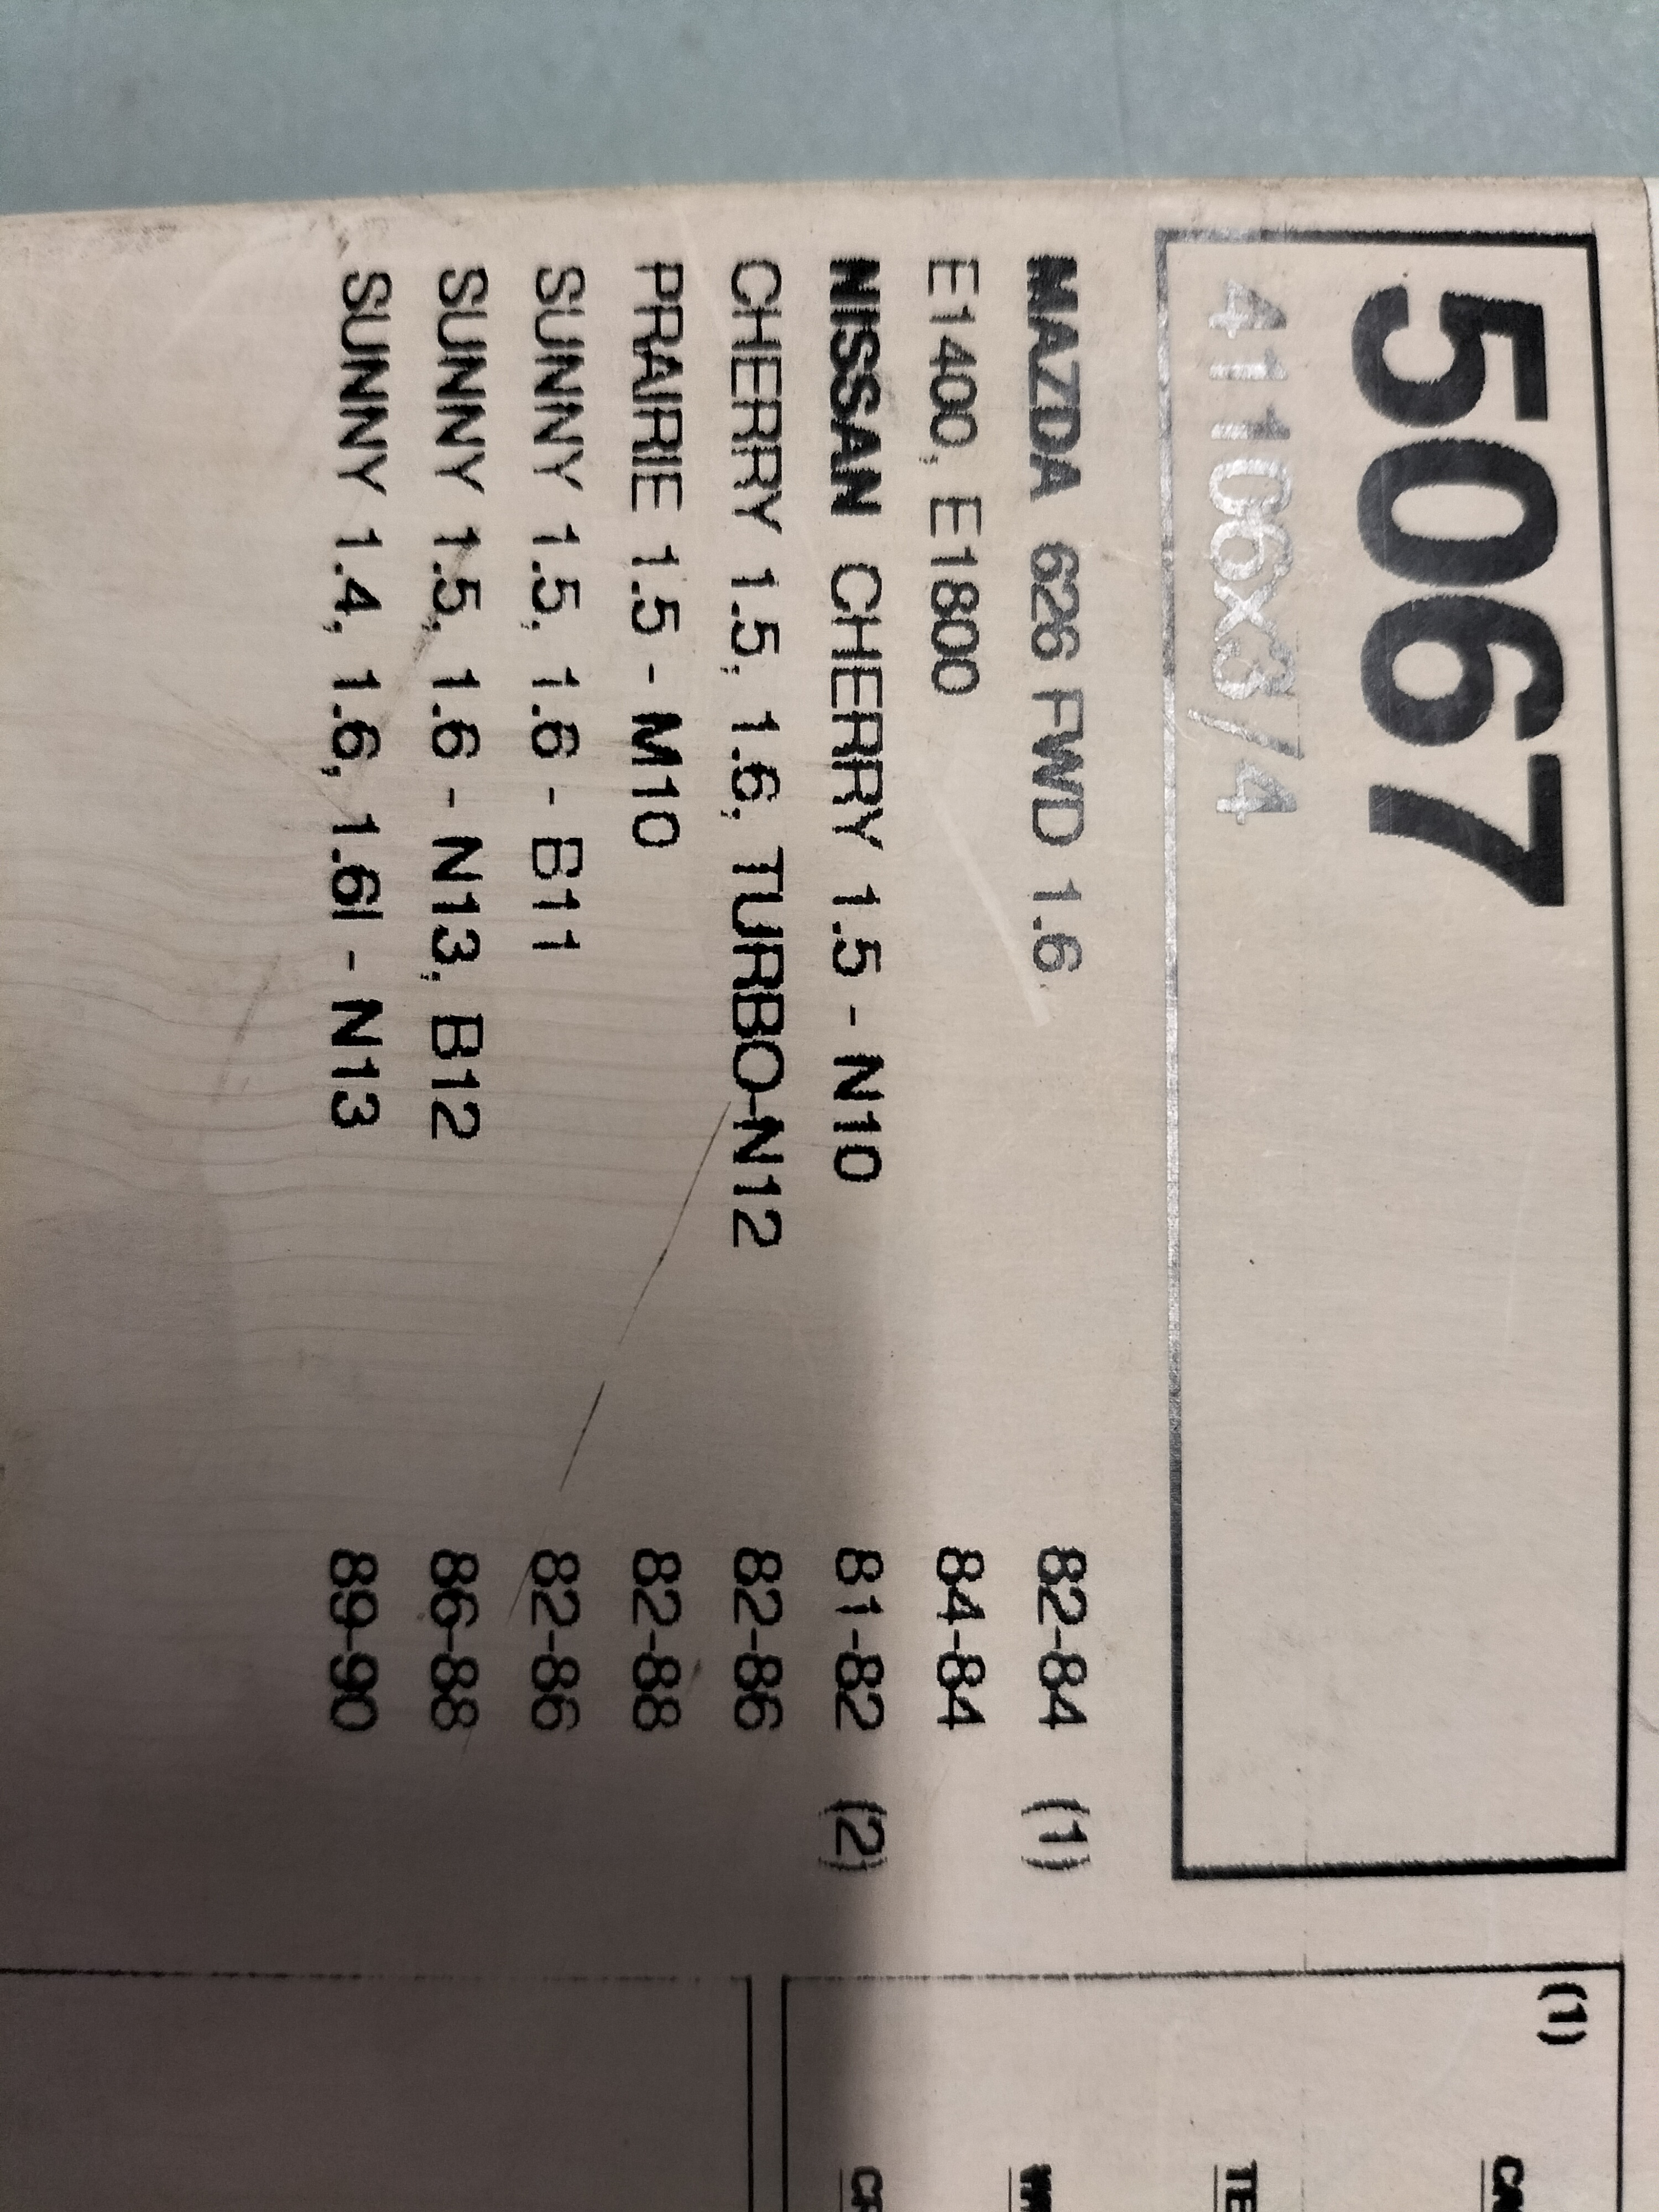 5067
41106x3/4
MAZDA 626 FWD 1.6 82-84 (1)
E1400, E1800 84-84
NISSAN CHERRY 1.5 - N10 81-82 (2)
CHERRY 1.5, 1.6, TURBO-N12 82-86
PRAIRIE 1.5 - M10 82-88
SUNNY 1.5, 1.6 - B11 82-86
SUNNY 1.5, 1.6 - N13, B12 86-88
SUNNY 1.4, 1.6, 1.6I - N13 89-90
(1)